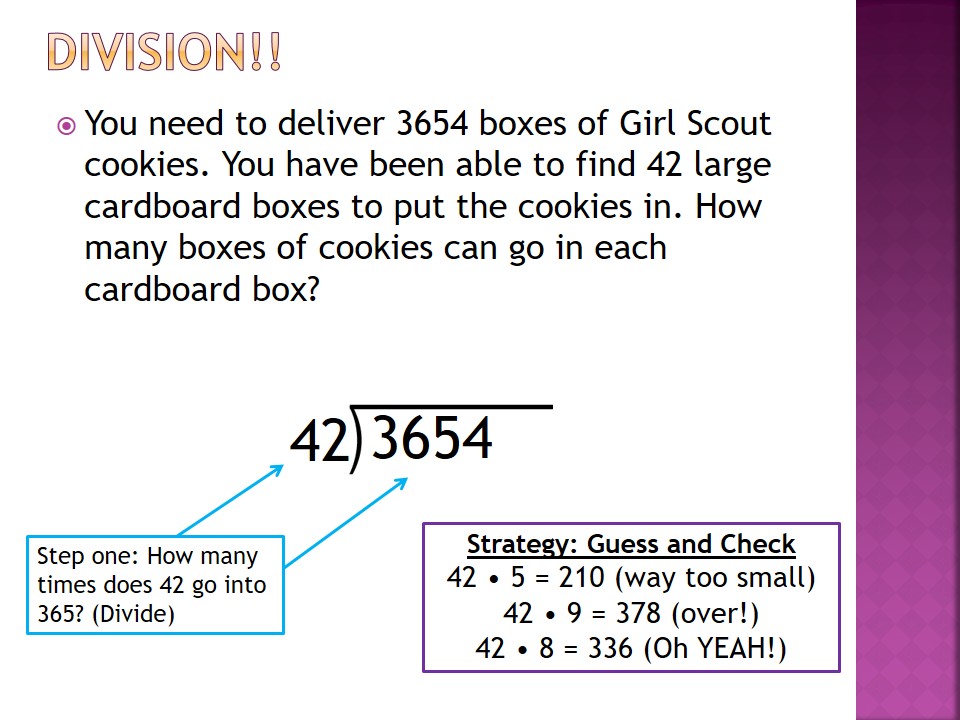 DIVISION!!
You need to deliver 3654 boxes of Girl Scout
cookies. You have been able to find 42 large
cardboard boxes to put the cookies in. How
many boxes of cookies can go in each
cardboard box?
42)3654
Step one: How many
times does 42 go into
365? (Divide)
Strategy: Guess and Check
42 • 5 = 210 (way too small)
42 • 9 = 378 (over!)
42 • 8 = 336 (Oh YEAH!)